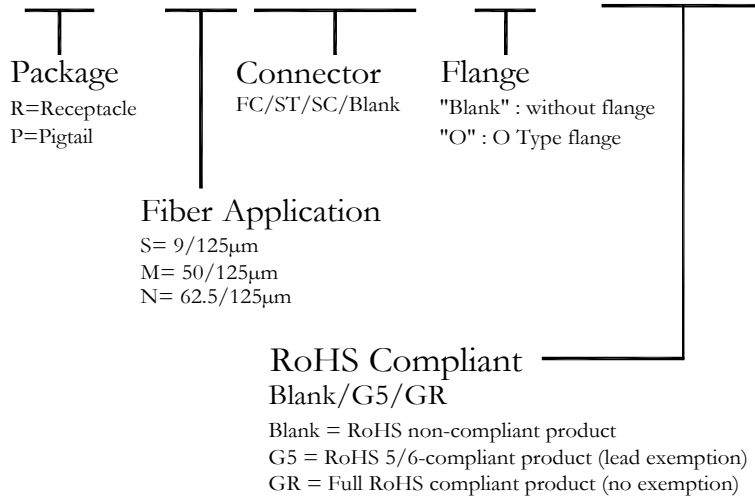 Package
R=Receptacle
P=Pigtail
Connector
FC/ST/SC/Blank
Flange
"Blank" : without flange
"O" : O Type flange
Fiber Application
S= 9/125μm
M= 50/125μm
N= 62.5/125μm
RoHS Compliant
Blank/G5/GR
Blank = RoHS non-compliant product
G5 = RoHS 5/6-compliant product (lead exemption)
GR = Full RoHS compliant product (no exemption)